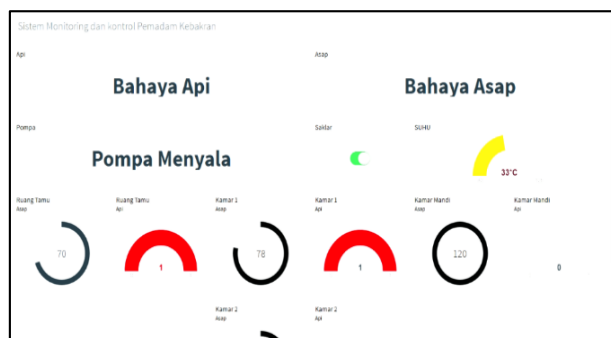 Sistem Monitoring dan kontrol Pemadam Kebakran
Api
Asap
Bahaya Api
Bahaya Asap
Pompa
Saklar
SUHU
Pompa Menyala
33°C
Ruang Tamu
Asap
Ruang Tamu
Api
Kamar 1
Asap
Kamar 1
Api
Kamar Mandi
Asap
Kamar Mandi
Api
70
1
78
1
120
0
Kamar 2
Asap
Kamar 2
Api